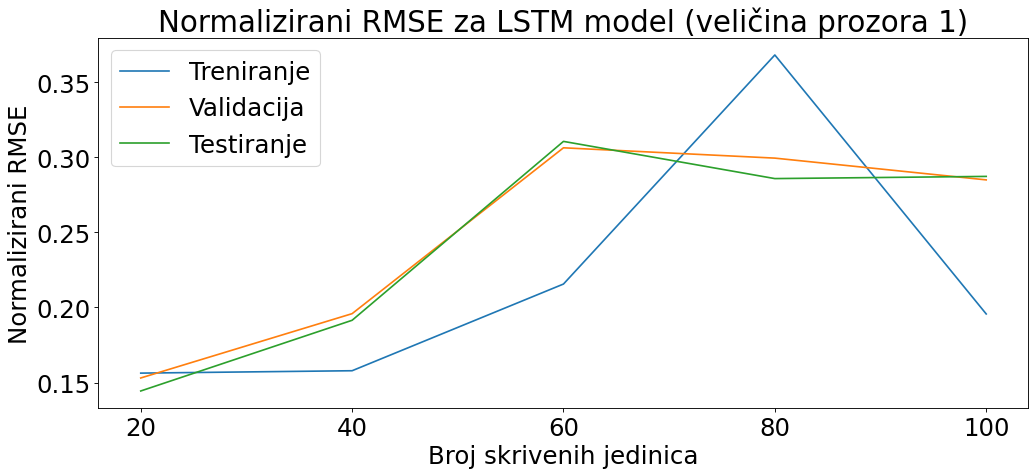 Normalizirani RMSE za LSTM model (veličina prozora 1)
Treniranje
Validacija
Testiranje
Normalizirani RMSE
0.35
0.30
0.25
0.20
0.15
20 40 60 80 100
Broj skrivenih jedinica